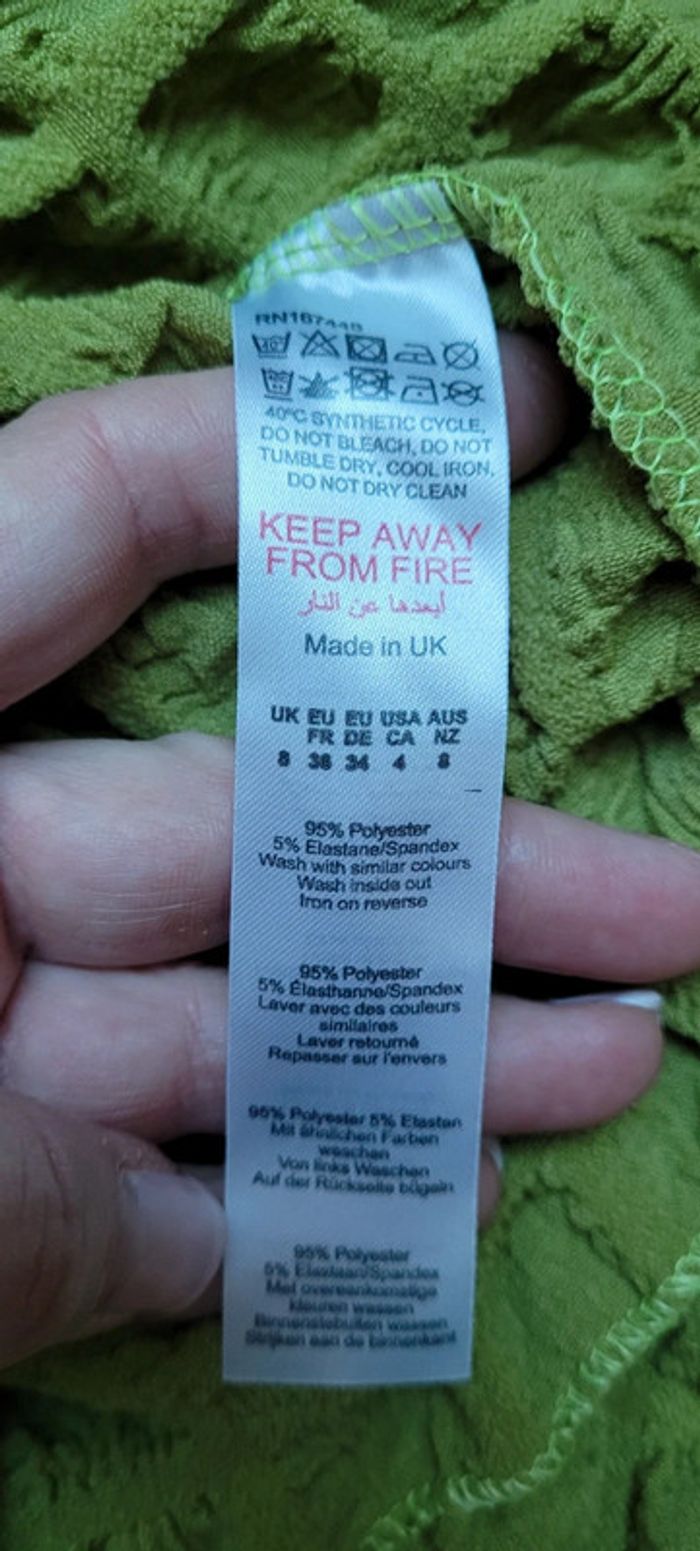 RN167449
40°C SYNTHETIC CYCLE,
DO NOT BLEACH, DO NOT
TUMBLE DRY, COOL IRON,
DO NOT DRY CLEAN
KEEP AWAY
FROM FIRE
أبعدها عن النار
Made in UK
UK EU EU USA AUS
FR DE CA NZ
8 36 34 4 8
95% Polyester
5% Elastane/Spandex
Wash with similar colours
Wash inside out
Iron on reverse
95% Polyester
5% Élasthanne/Spandex
Laver avec des couleurs
similaires
Laver retourné
Repasser sur l'envers
95% Polyester 5% Elastan
Mit ähnlichen Farben
waschen
Von links Waschen
Auf der Rückseite bügeln
95% Polyester
5% Elastaan/Spandex
Met overeenkomstige
kleuren wassen
Binnenstebuiten wassen
Strijken aan de binnenkant